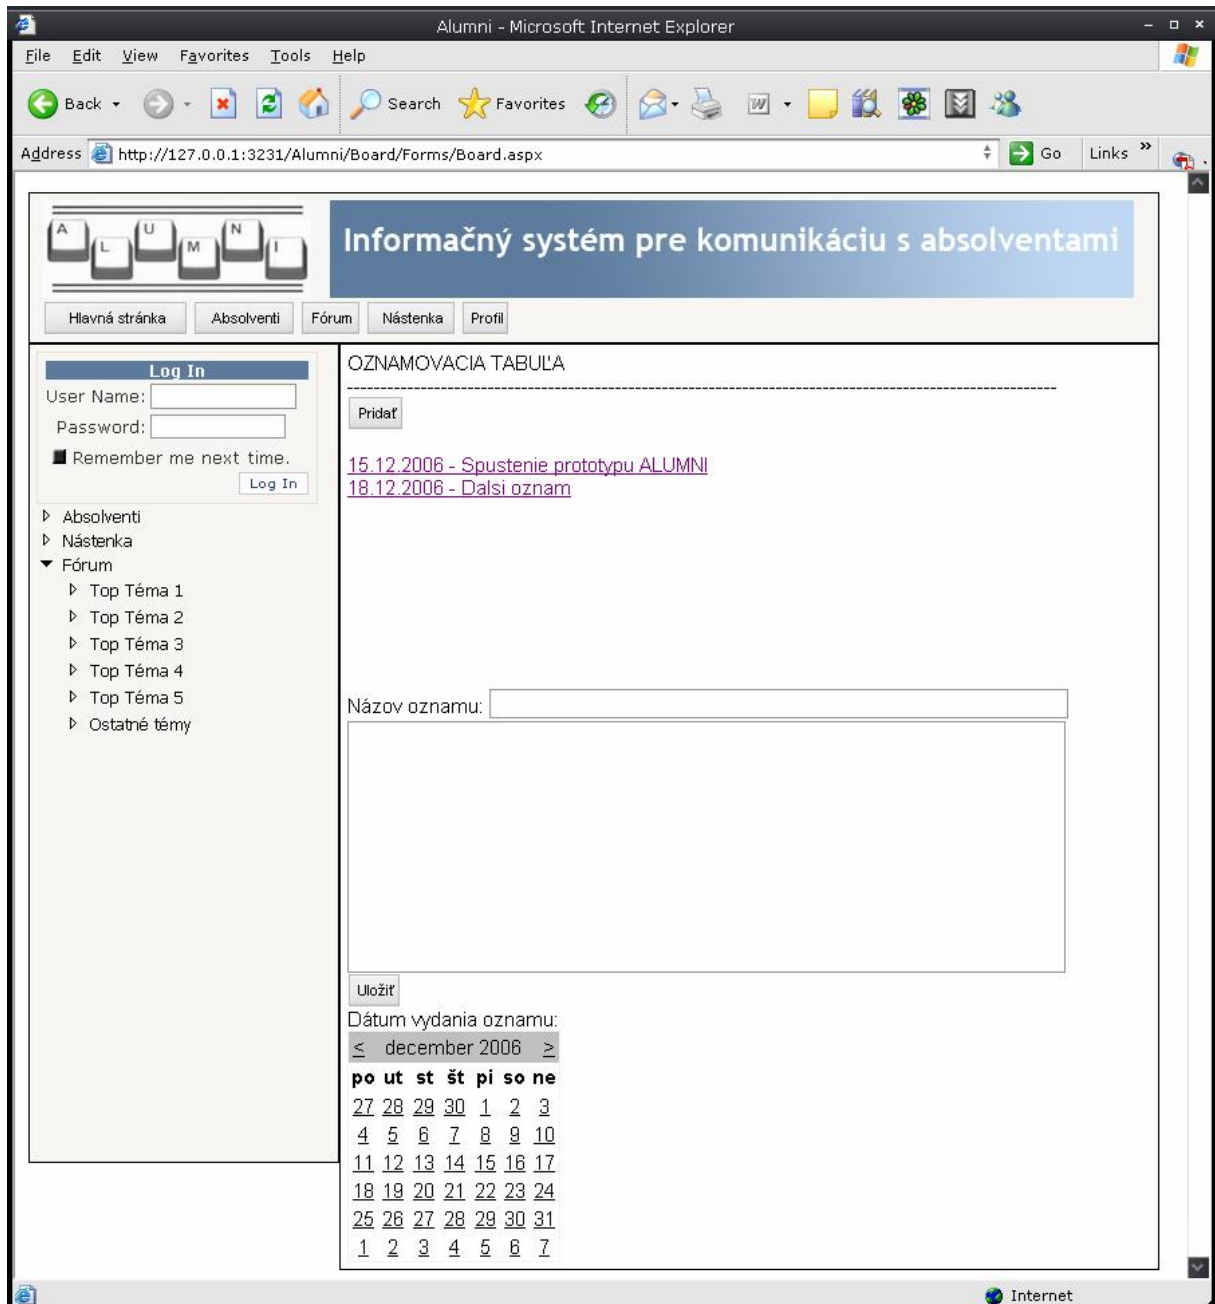 Alumni - Microsoft Internet Explorer
File Edit View Favorites Tools Help
Back Search Favorites
Address http://127.0.0.1:3231/Alumni/Board/Forms/Board.aspx Go Links »
A L U M N I
Informačný systém pre komunikáciu s absolventami
Hlavná stránka Absolventi Fórum Nástenka Profil
Log In
User Name:
Password:
Remember me next time.
Log In
Absolventi
Nástenka
Fórum
Top Téma 1
Top Téma 2
Top Téma 3
Top Téma 4
Top Téma 5
Ostatné témy
OZNAMOVACIA TABUĽA
Pridať
15.12.2006 - Spustenie prototypu ALUMNI
18.12.2006 - Dalsi oznam
Názov oznamu:
Uložiť
Dátum vydania oznamu:
< december 2006 >
po ut st št pi so ne
27 28 29 30 1 2 3
4 5 6 7 8 9 10
11 12 13 14 15 16 17
18 19 20 21 22 23 24
25 26 27 28 29 30 31
1 2 3 4 5 6 7
Internet